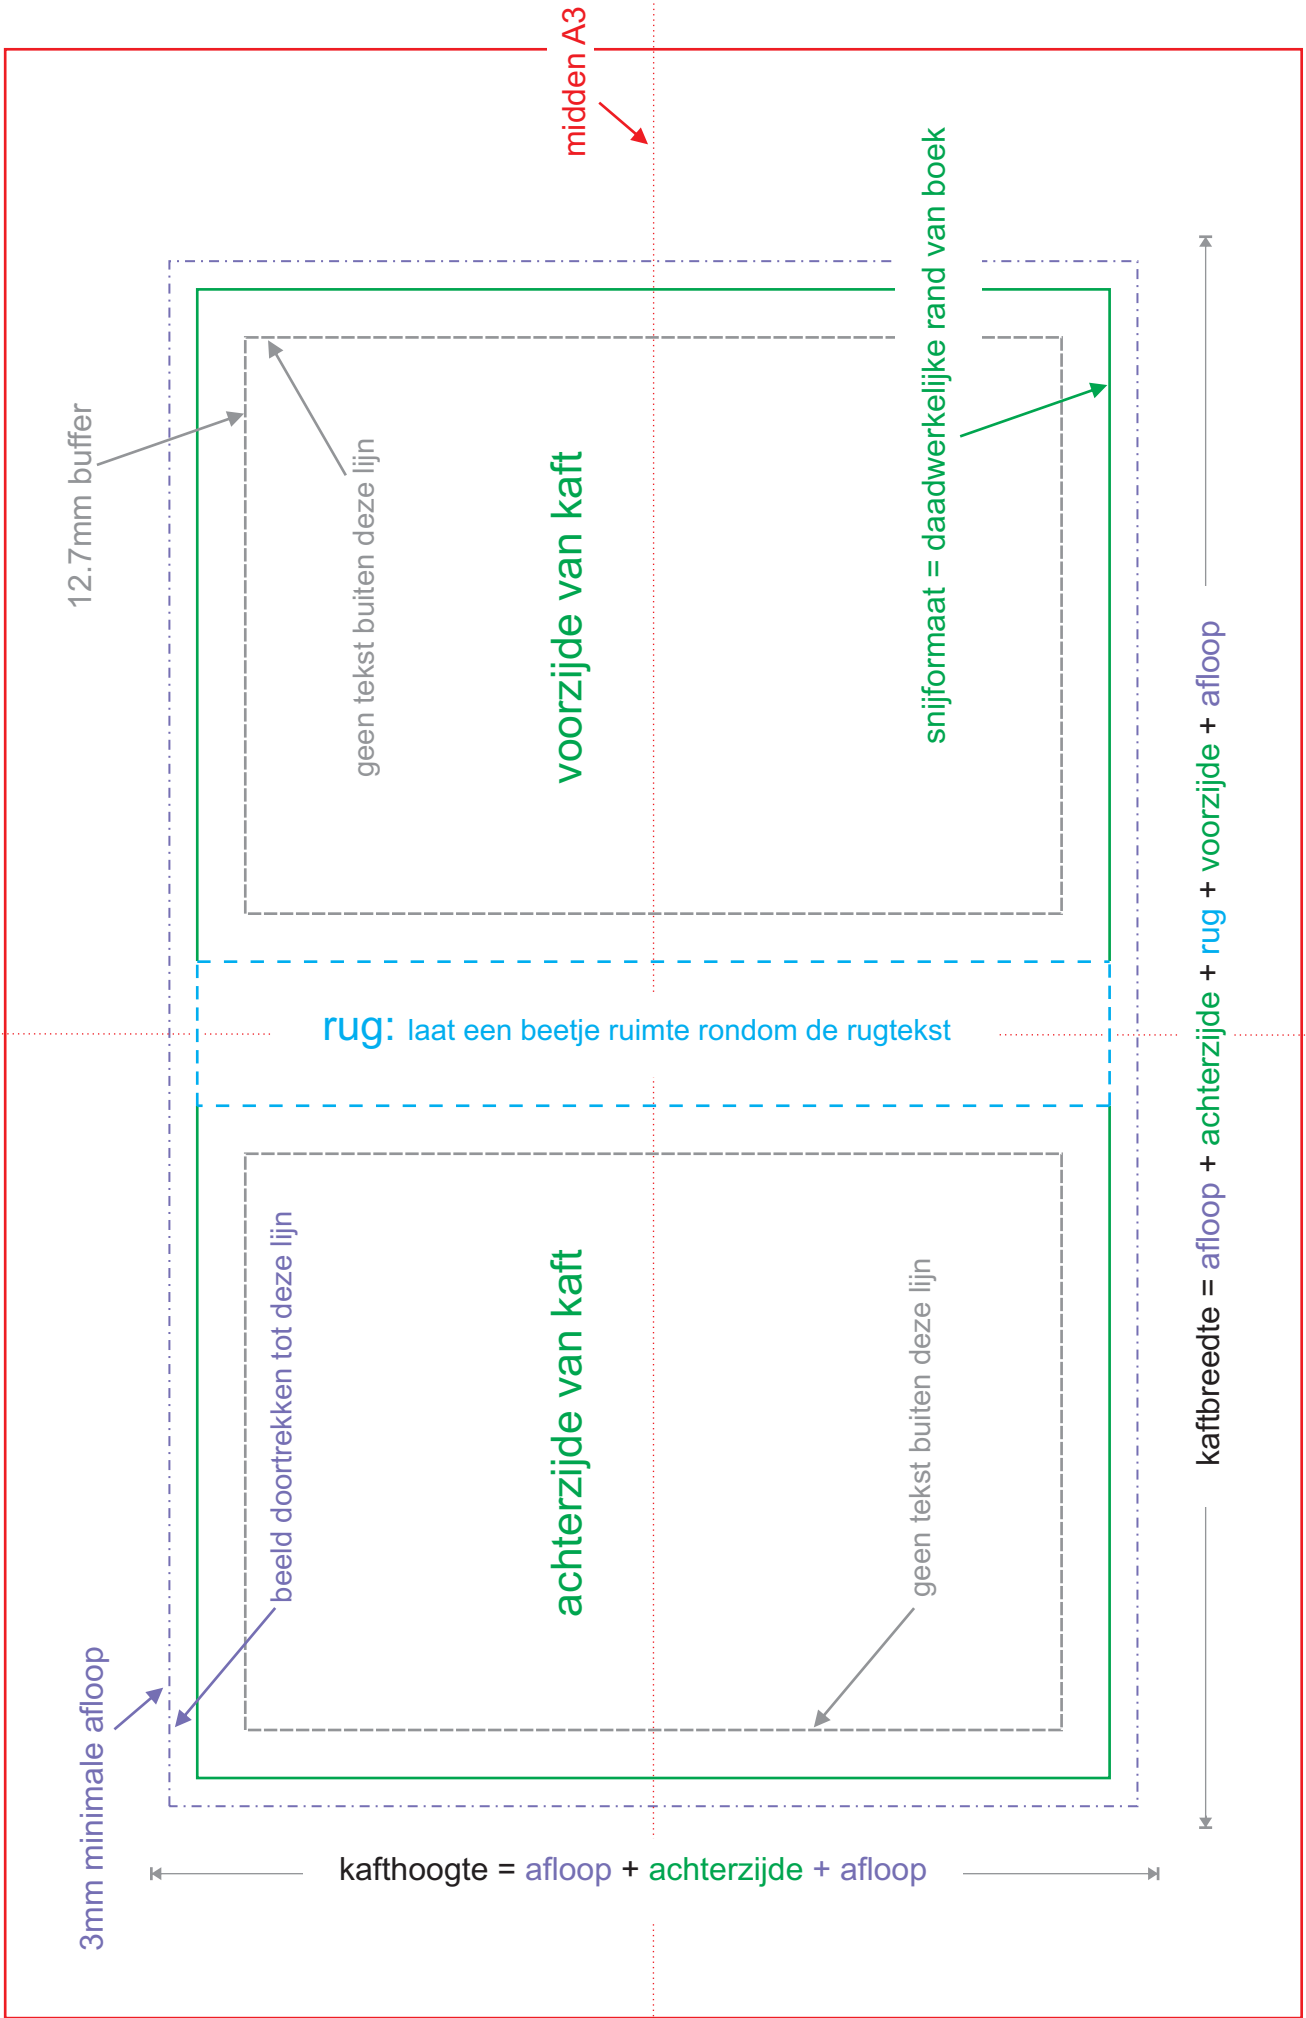 midden A3
12.7mm buffer
geen tekst buiten deze lijn
voorzijde van kaft
snijformaat = daadwerkelijke rand van boek
rug: laat een beetje ruimte rondom de rugtekst
3mm minimale afloop
beeld doortrekken tot deze lijn
achterzijde van kaft
geen tekst buiten deze lijn
kaftbreedte = afloop + achterzijde + rug + voorzijde + afloop
kafthoogte = afloop + achterzijde + afloop